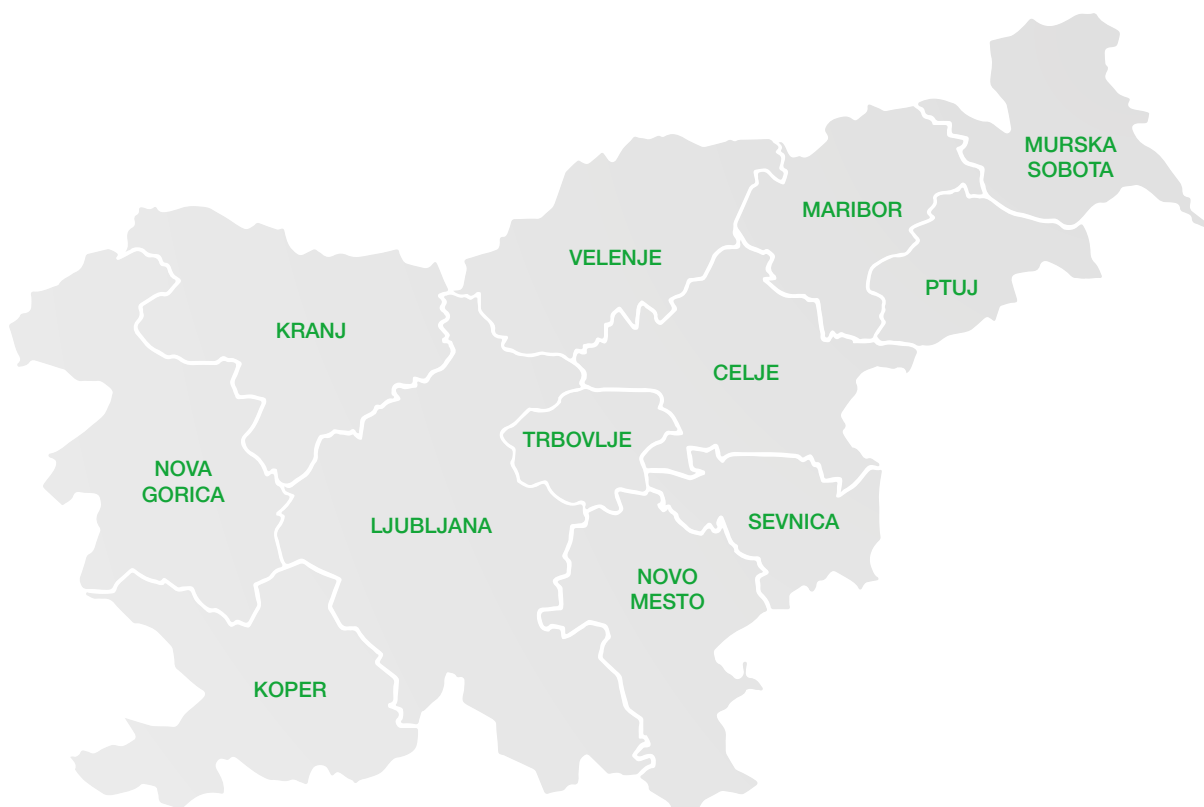 MURSKA
SOBOTA
MARIBOR
VELENJE
PTUJ
KRANJ
CELJE
TRBOVLJE
NOVA
GORICA
LJUBLJANA
SEVNICA
NOVO
MESTO
KOPER